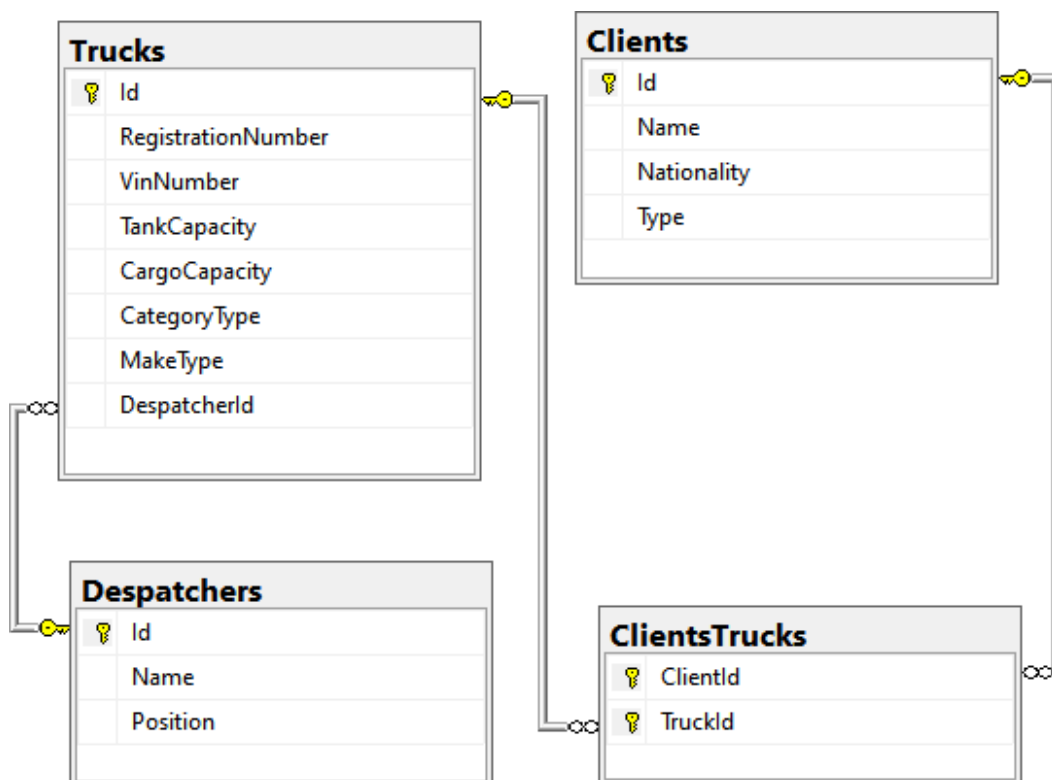 Trucks
Id
RegistrationNumber
VinNumber
TankCapacity
CargoCapacity
CategoryType
MakeType
DespatcherId
Clients
Id
Name
Nationality
Type
Despatchers
Id
Name
Position
ClientsTrucks
ClientId
TruckId